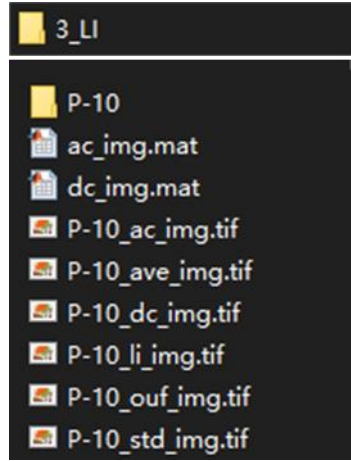 3_LI
P-10
ac_img.mat
dc_img.mat
P-10_ac_img.tif
P-10_ave_img.tif
P-10_dc_img.tif
P-10_li_img.tif
P-10_ouf_img.tif
P-10_std_img.tif